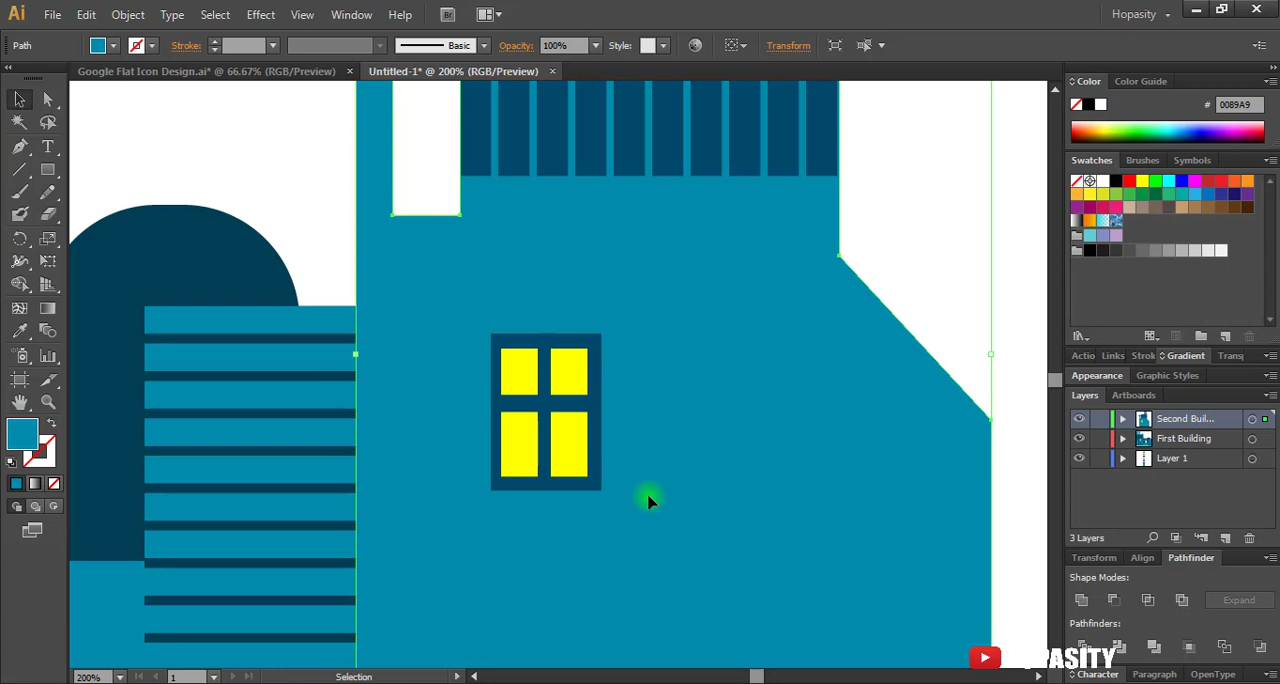 Ai File Edit Object Type Select Effect View Window Help Br Hopasity
Path Stroke: Basic Opacity: 100% Style: Transform
Google Flat Icon Design.ai* @ 66.67% (RGB/Preview) × Untitled-1* @ 200% (RGB/Preview) ×
Color Color Guide
# 0089A9
Swatches Brushes Symbols
Actio Links Strok Gradient Transp
Appearance Graphic Styles
Layers Artboards
Second Buil...
First Building
Layer 1
3 Layers
Transform Align Pathfinder
Shape Modes:
Expand
Pathfinders:
Character Paragraph OpenType
200% 1 Selection